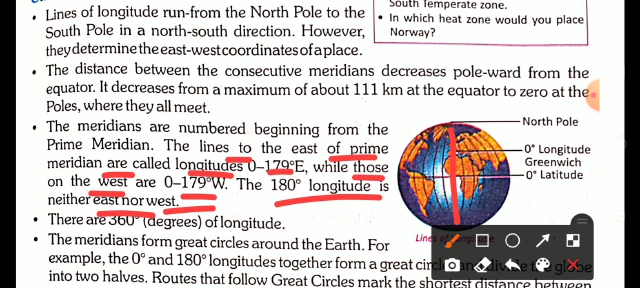 South Temperate zone.
• In which heat zone would you place
Norway?
• Lines of longitude run-from the North Pole to the
South Pole in a north-south direction. However,
they determine the east-west coordinates of a place.
• The distance between the consecutive meridians decreases pole-ward from the
equator. It decreases from a maximum of about 111 km at the equator to zero at the
Poles, where they all meet.
• The meridians are numbered beginning from the
Prime Meridian. The lines to the east of prime
meridian are called longitudes 0–179°E, while those
on the west are 0–179°W. The 180° longitude is
neither east nor west.
North Pole
0° Longitude
Greenwich
0° Latitude
• There are 360° (degrees) of longitude.
Lines of
• The meridians form great circles around the Earth. For
example, the 0° and 180° longitudes together form a great circle and divide the globe
into two halves. Routes that follow Great Circles mark the shortest distance between